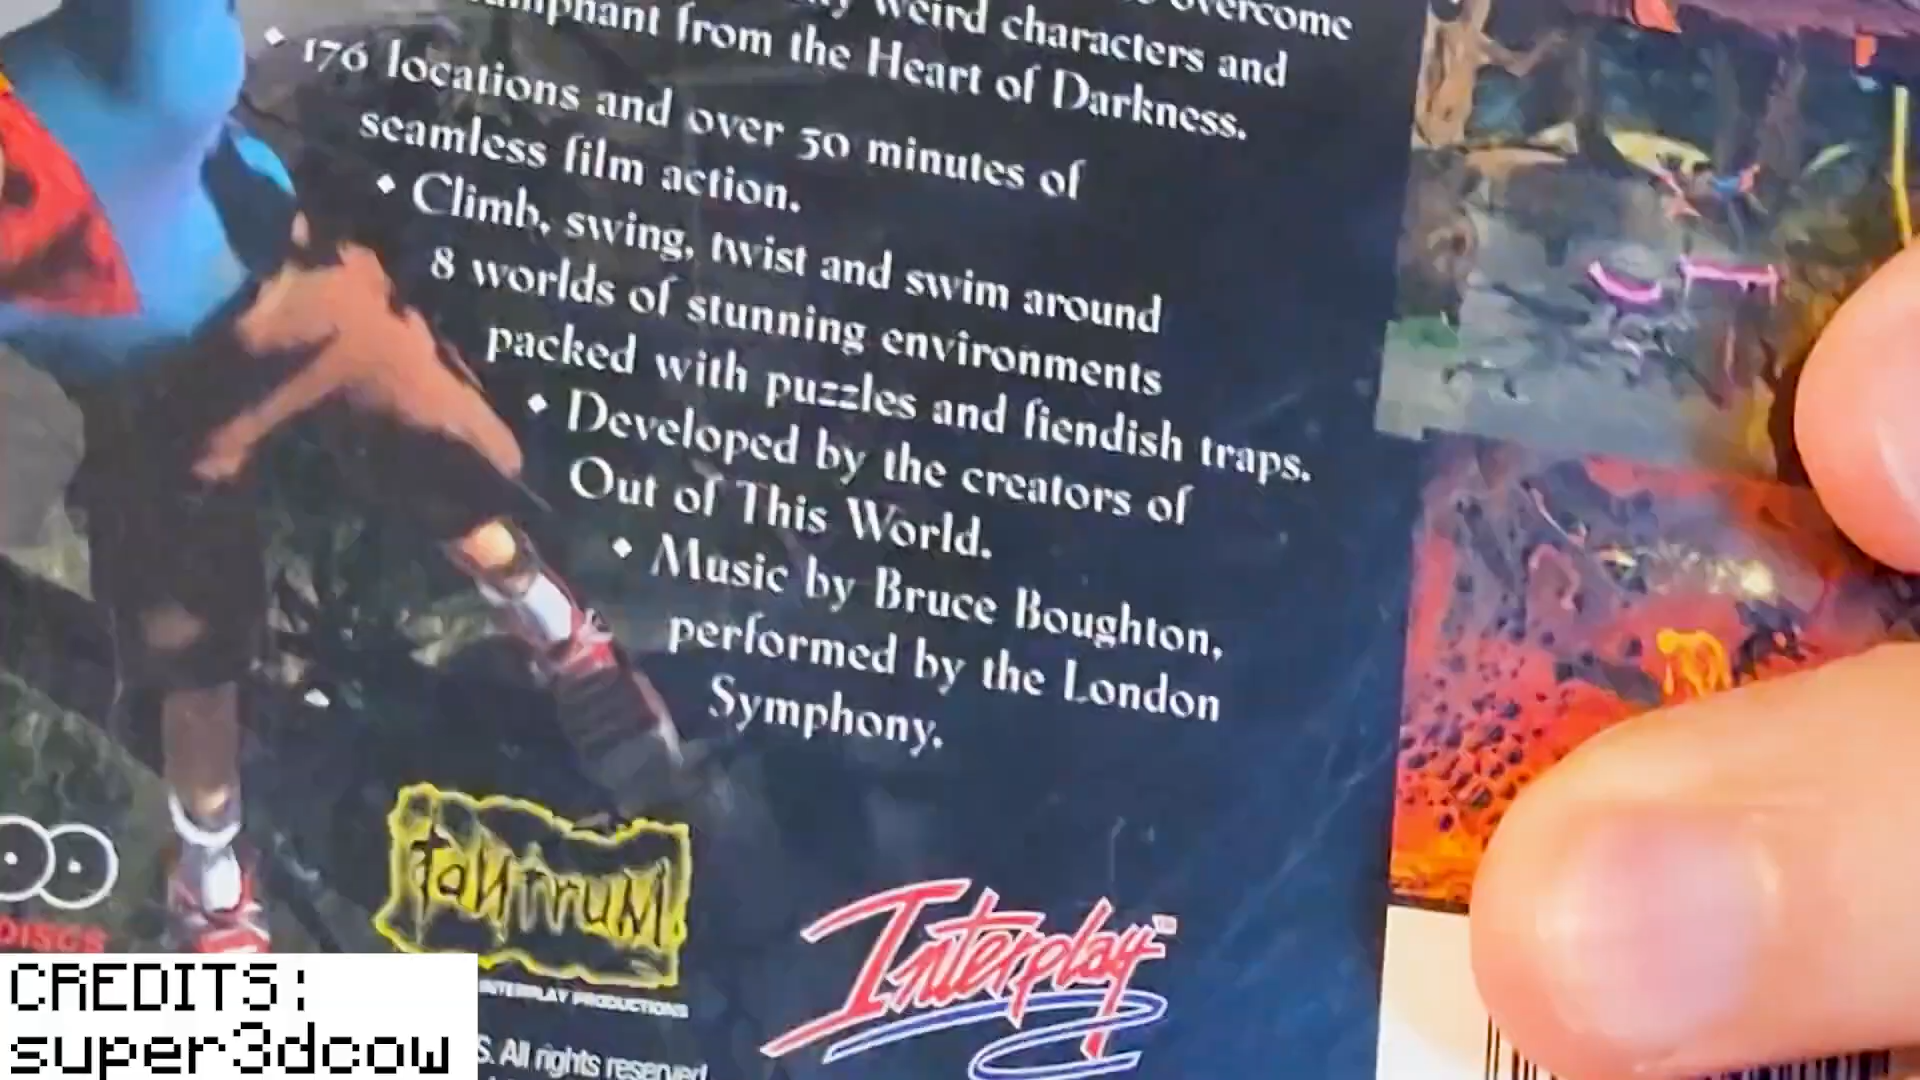 overcome
weird characters and
from the Heart of Darkness.
176 locations and over 30 minutes of
seamless film action.
Climb, swing, twist and swim around
8 worlds of stunning environments
packed with puzzles and fiendish traps.
Developed by the creators of
Out of This World.
Music by Bruce Boughton,
performed by the London
Symphony.
tantrum
INTERPLAY PRODUCTIONS
Interplay™
DISCS
All rights reserved
CREDITS:
super3dcow